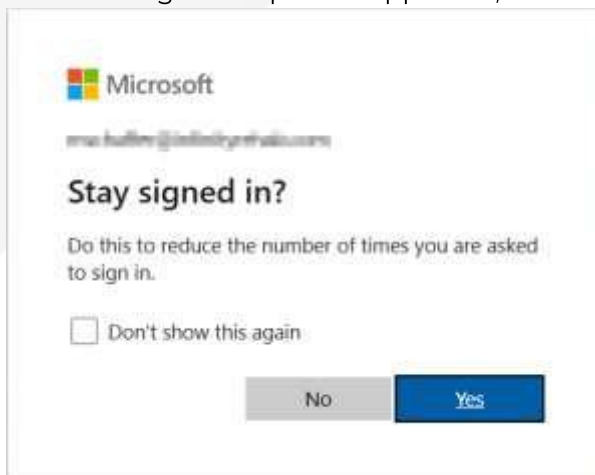 Microsoft
Stay signed in?
Do this to reduce the number of times you are asked
to sign in.
Don't show this again
No
Yes